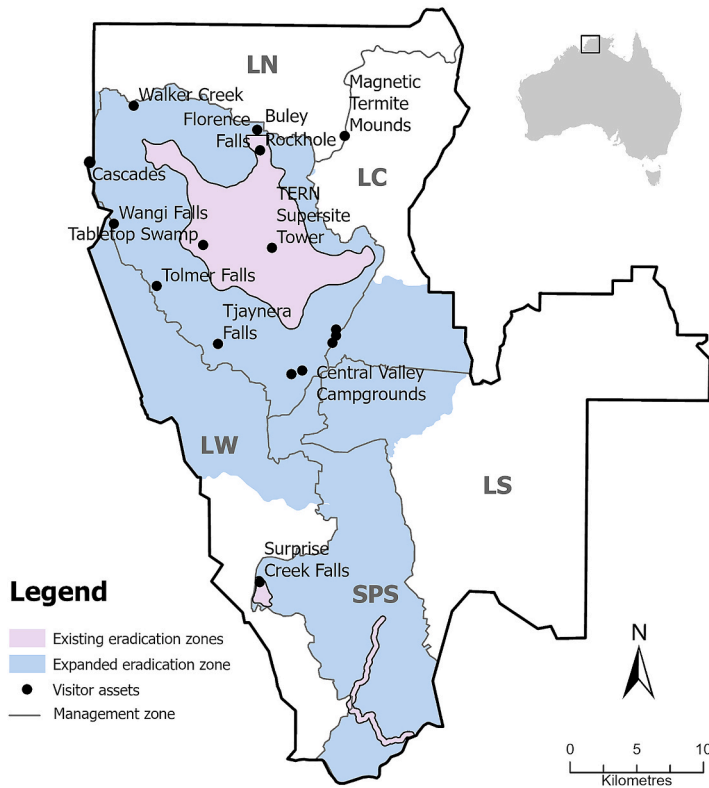 LN
Walker Creek
Magnetic
Termite
Mounds
Florence
Falls
Buley
Rockhole
LC
Cascades
TERN
Supersite
Tower
Wangi Falls
Tabletop Swamp
Tolmer Falls
Tjaynera
Falls
Central Valley
Campgrounds
LW
LS
Surprise
Creek Falls
SPS
Legend
Existing eradication zones
Expanded eradication zone
Visitor assets
Management zone
N
0 5 10
Kilometres